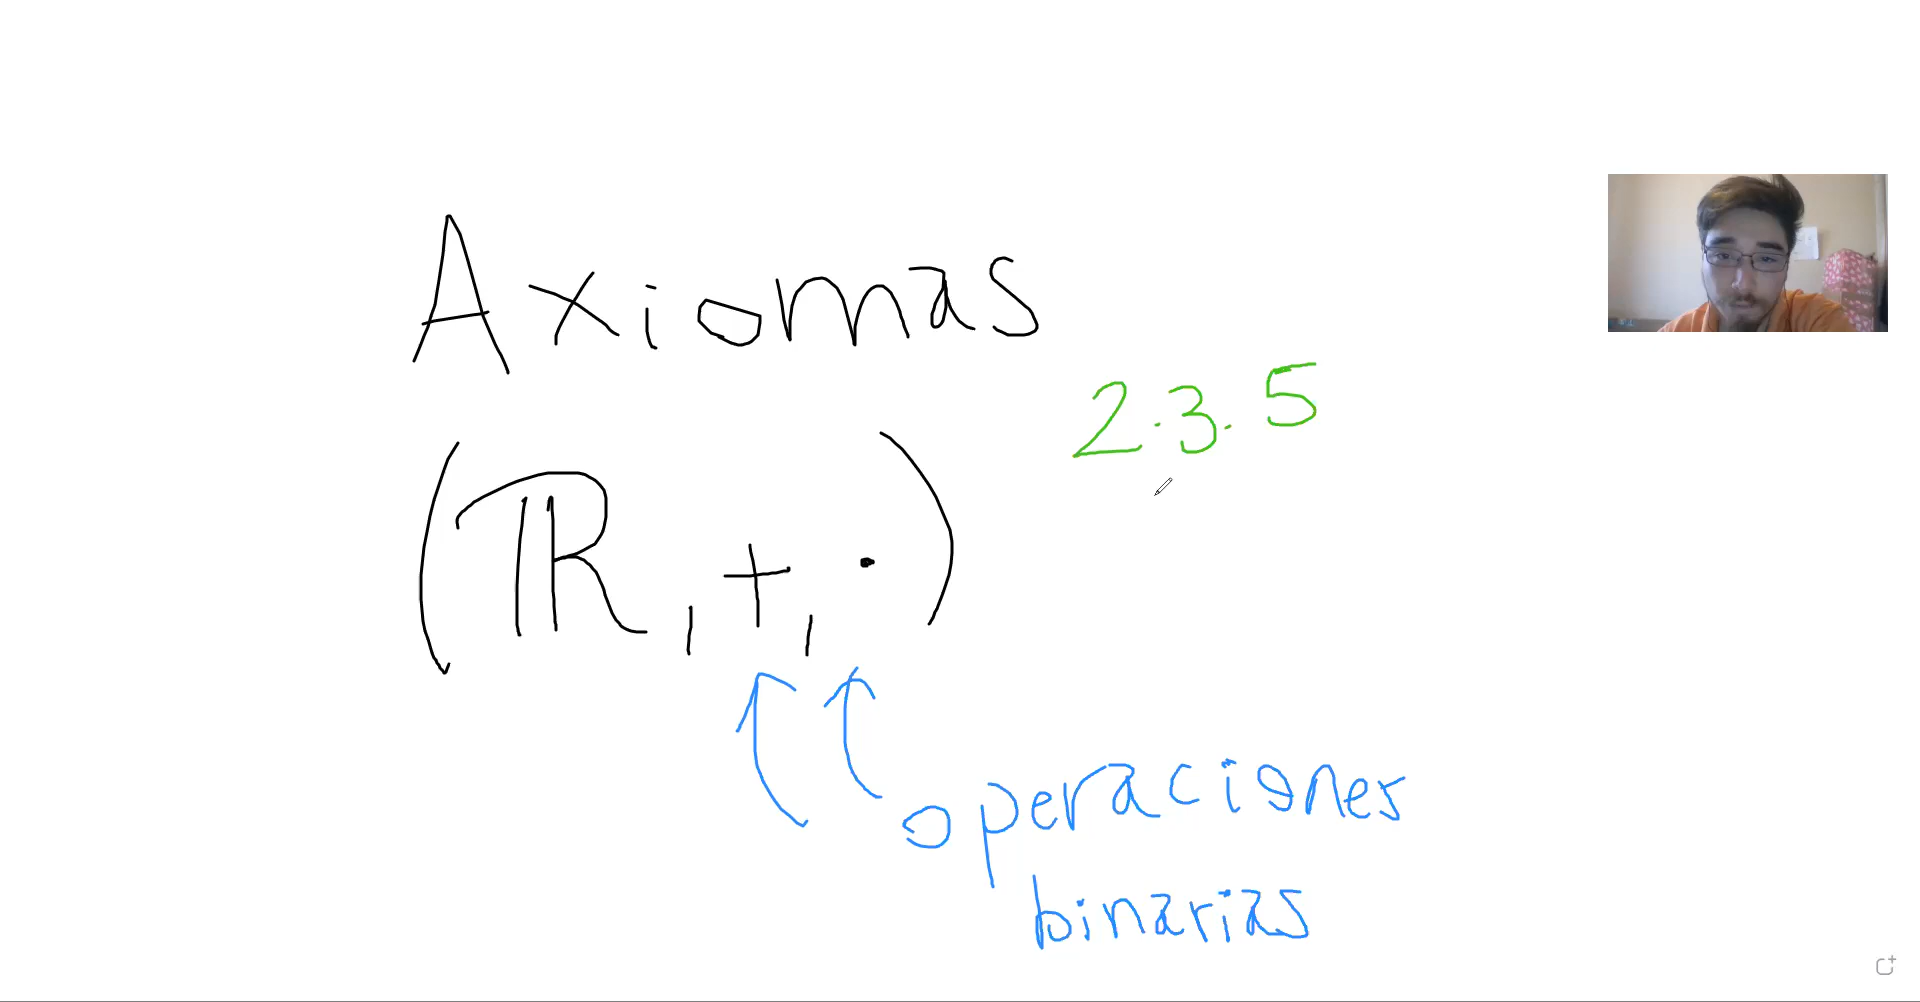 Axiomas
2·3·5
(ℝ, +, ·)
operaciones
binarias